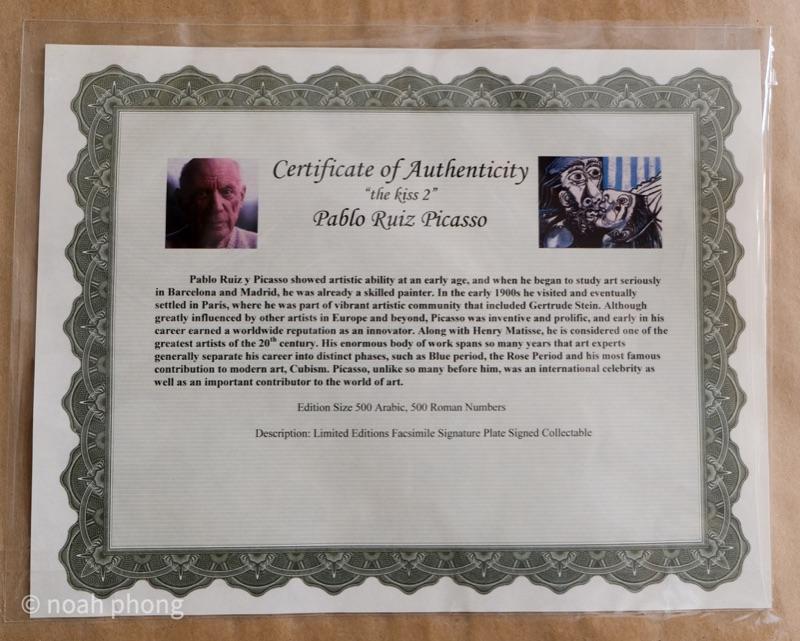 Certificate of Authenticity
"the kiss 2"
Pablo Ruiz Picasso
Pablo Ruiz y Picasso showed artistic ability at an early age, and when he began to study art seriously
in Barcelona and Madrid, he was already a skilled painter. In the early 1900s he visited and eventually
settled in Paris, where he was part of vibrant artistic community that included Gertrude Stein. Although
greatly influenced by other artists in Europe and beyond, Picasso was inventive and prolific, and early in his
career earned a worldwide reputation as an innovator. Along with Henry Matisse, he is considered one of the
greatest artists of the 20th century. His enormous body of work spans so many years that art experts
generally separate his career into distinct phases, such as Blue period, the Rose Period and his most famous
contribution to modern art, Cubism. Picasso, unlike so many before him, was an international celebrity as
well as an important contributor to the world of art.
Edition Size 500 Arabic, 500 Roman Numbers
Description: Limited Editions Facsimile Signature Plate Signed Collectable
© noah phong